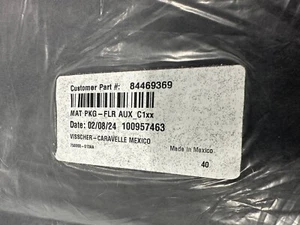 Customer Part #: 84469369
MAT PKG-FLR AUX_C1xx
Date: 02/08/24 100957463
VISSCHER-CARAVELLE MEXICO
Made in Mexico
40